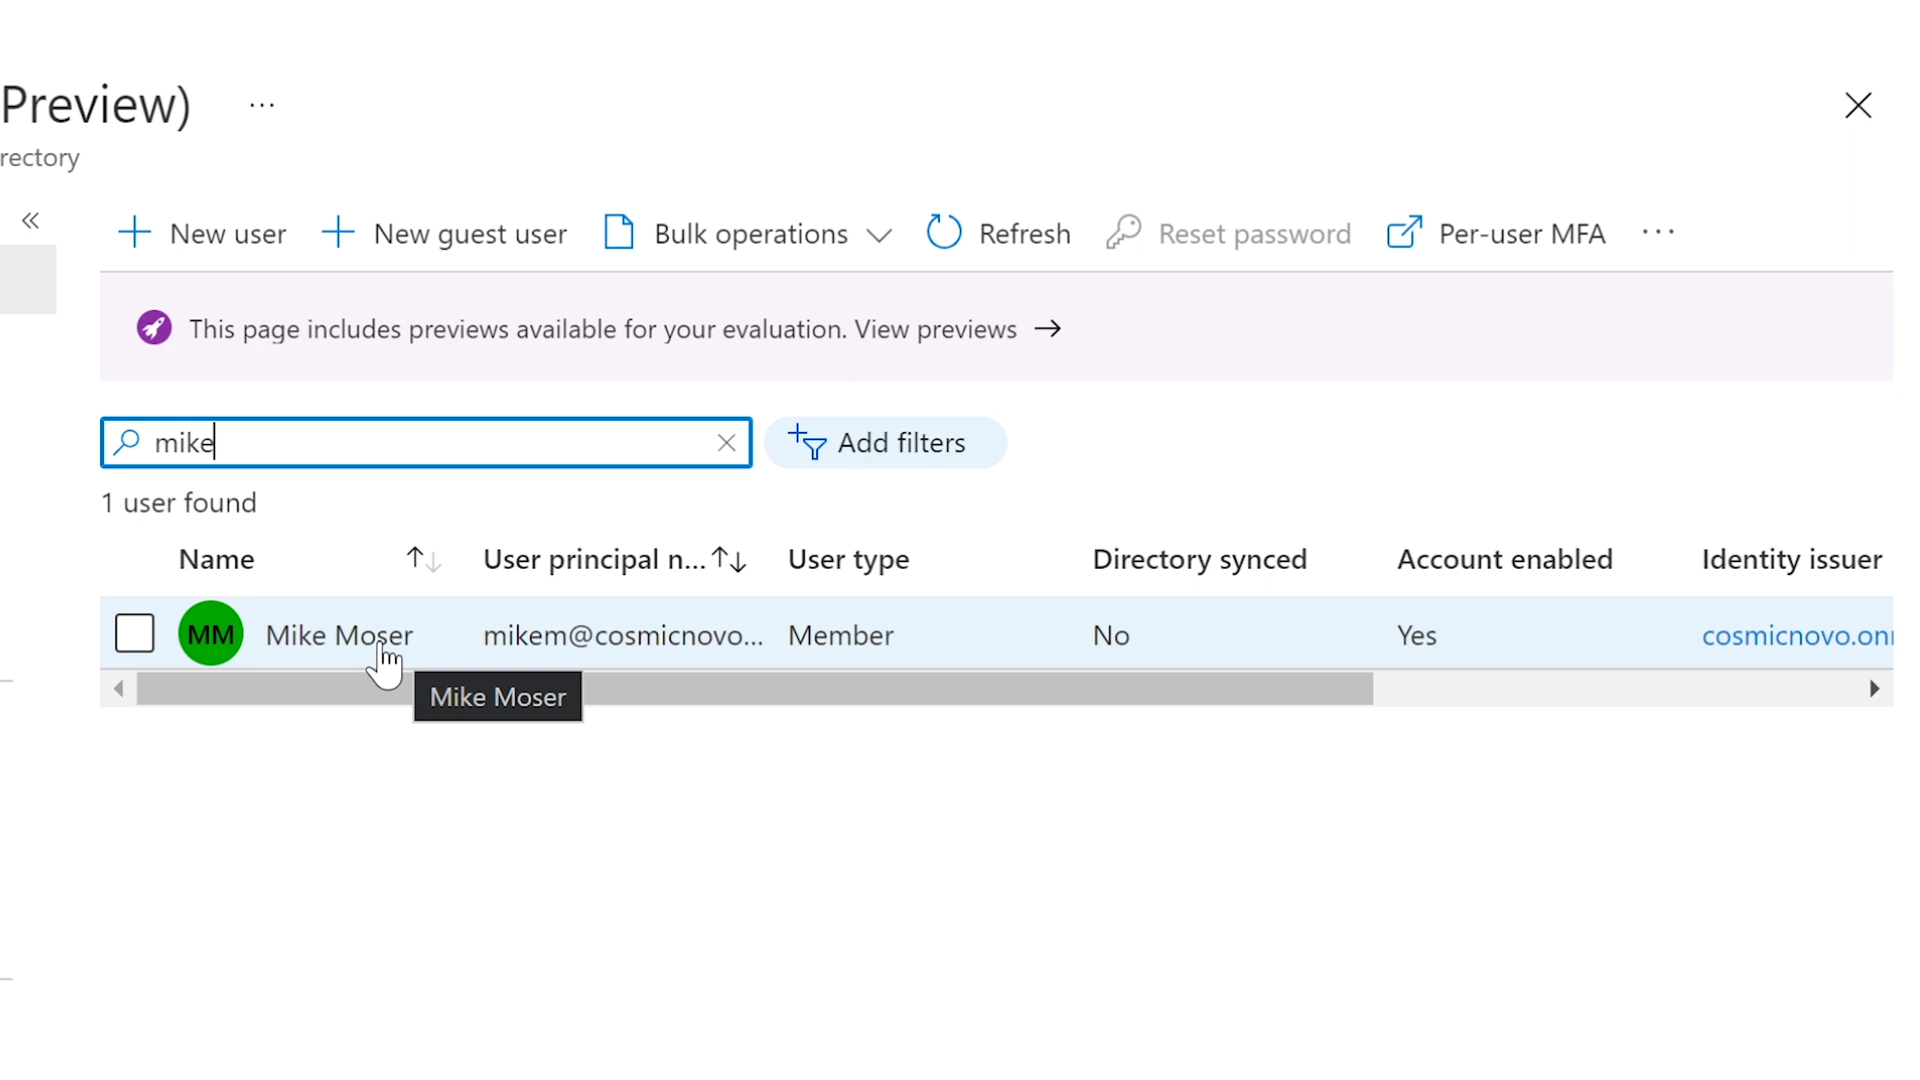 Preview) ...
rectory
«
New user New guest user Bulk operations Refresh Reset password Per-user MFA ...
This page includes previews available for your evaluation. View previews →
mike Add filters
1 user found
Name ↑↓ User principal n...↑↓ User type Directory synced Account enabled Identity issuer
MM Mike Moser mikem@cosmicnovo... Member No Yes cosmicnovo.on
Mike Moser